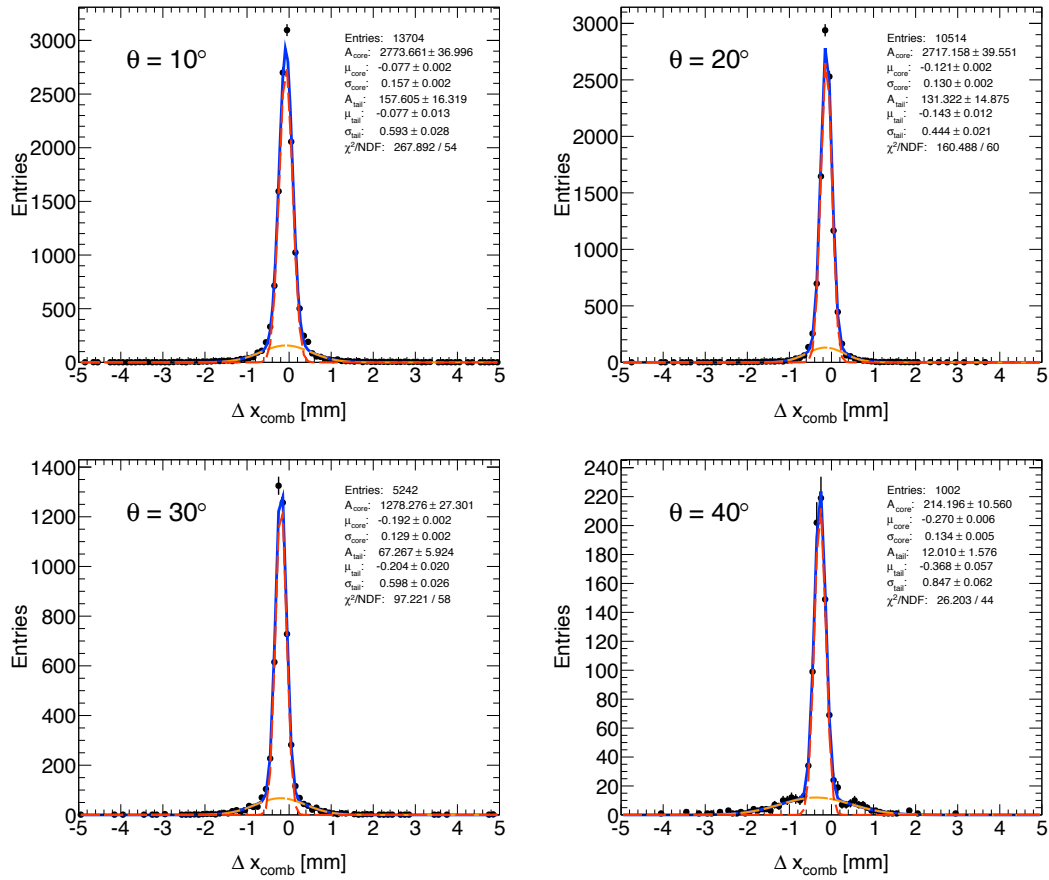 θ = 10°
Entries: 13704
A_core: 2773.661 ± 36.996
μ_core: -0.077 ± 0.002
σ_core: 0.157 ± 0.002
A_tail: 157.605 ± 16.319
μ_tail: -0.077 ± 0.013
σ_tail: 0.593 ± 0.028
χ²/NDF: 267.892 / 54
Entries
3000
2500
2000
1500
1000
500
0
-5 -4 -3 -2 -1 0 1 2 3 4 5
Δ x_comb [mm]
θ = 20°
Entries: 10514
A_core: 2717.158 ± 39.551
μ_core: -0.121 ± 0.002
σ_core: 0.130 ± 0.002
A_tail: 131.322 ± 14.875
μ_tail: -0.143 ± 0.012
σ_tail: 0.444 ± 0.021
χ²/NDF: 160.488 / 60
Entries
3000
2500
2000
1500
1000
500
0
-5 -4 -3 -2 -1 0 1 2 3 4 5
Δ x_comb [mm]
θ = 30°
Entries: 5242
A_core: 1278.276 ± 27.301
μ_core: -0.192 ± 0.002
σ_core: 0.129 ± 0.002
A_tail: 67.267 ± 5.924
μ_tail: -0.204 ± 0.020
σ_tail: 0.598 ± 0.026
χ²/NDF: 97.221 / 58
Entries
1400
1200
1000
800
600
400
200
0
-5 -4 -3 -2 -1 0 1 2 3 4 5
Δ x_comb [mm]
θ = 40°
Entries: 1002
A_core: 214.196 ± 10.560
μ_core: -0.270 ± 0.006
σ_core: 0.134 ± 0.005
A_tail: 12.010 ± 1.576
μ_tail: -0.368 ± 0.057
σ_tail: 0.847 ± 0.062
χ²/NDF: 26.203 / 44
Entries
240
220
200
180
160
140
120
100
80
60
40
20
0
-5 -4 -3 -2 -1 0 1 2 3 4 5
Δ x_comb [mm]